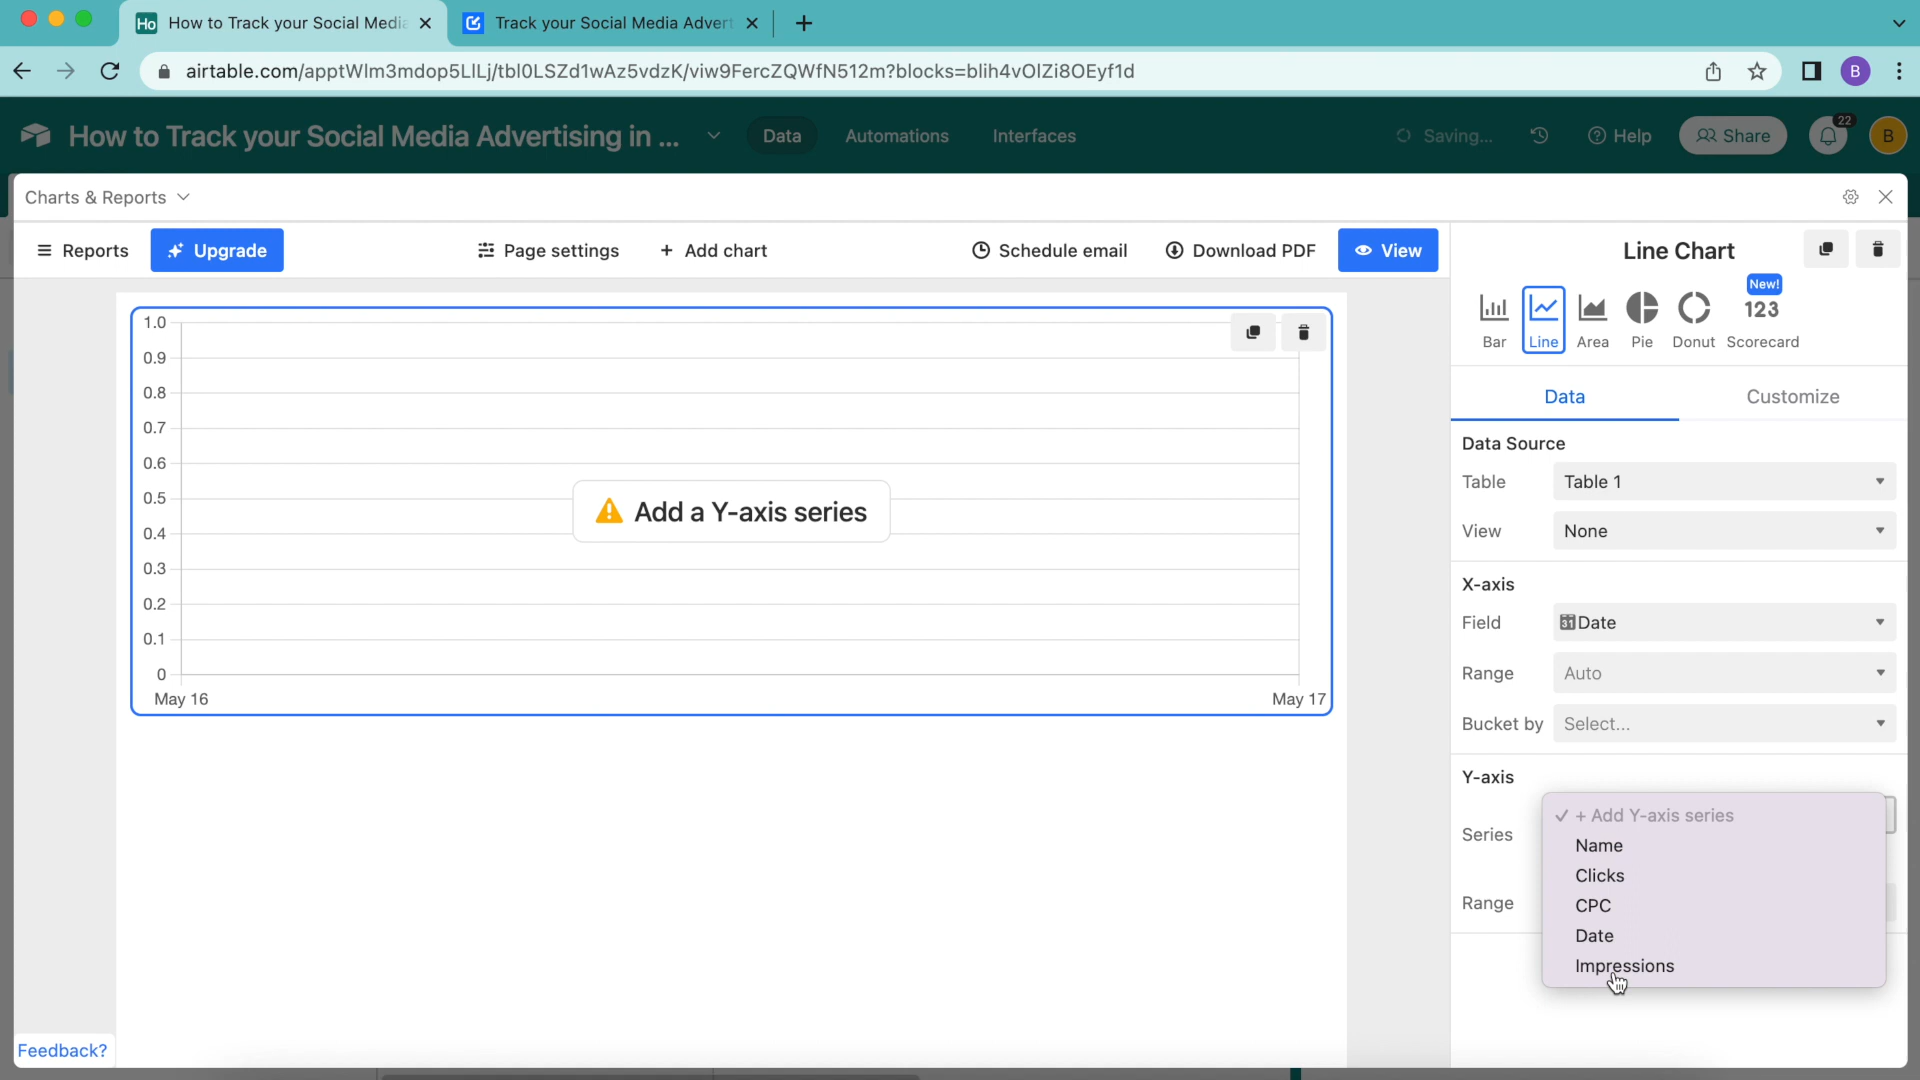 Ho How to Track your Social Media
Track your Social Media Advert
airtable.com/apptWlm3mdop5LlLj/tbl0LSZd1wAz5vdzK/viw9FercZQWfN512m?blocks=blih4vOIZi8OEyf1d
B
How to Track your Social Media Advertising in ...
Data
Automations
Interfaces
Saving...
Help
Share
22
B
Charts & Reports
Reports
Upgrade
Page settings
+ Add chart
Schedule email
Download PDF
View
Line Chart
New!
123
Bar
Line
Area
Pie
Donut
Scorecard
Data
Customize
Data Source
Table
Table 1
View
None
X-axis
Field
31 Date
Range
Auto
Bucket by
Select...
Y-axis
Series
Range
✓ + Add Y-axis series
Name
Clicks
CPC
Date
Impressions
1.0
0.9
0.8
0.7
0.6
0.5
0.4
0.3
0.2
0.1
0
Add a Y-axis series
May 16
May 17
Feedback?